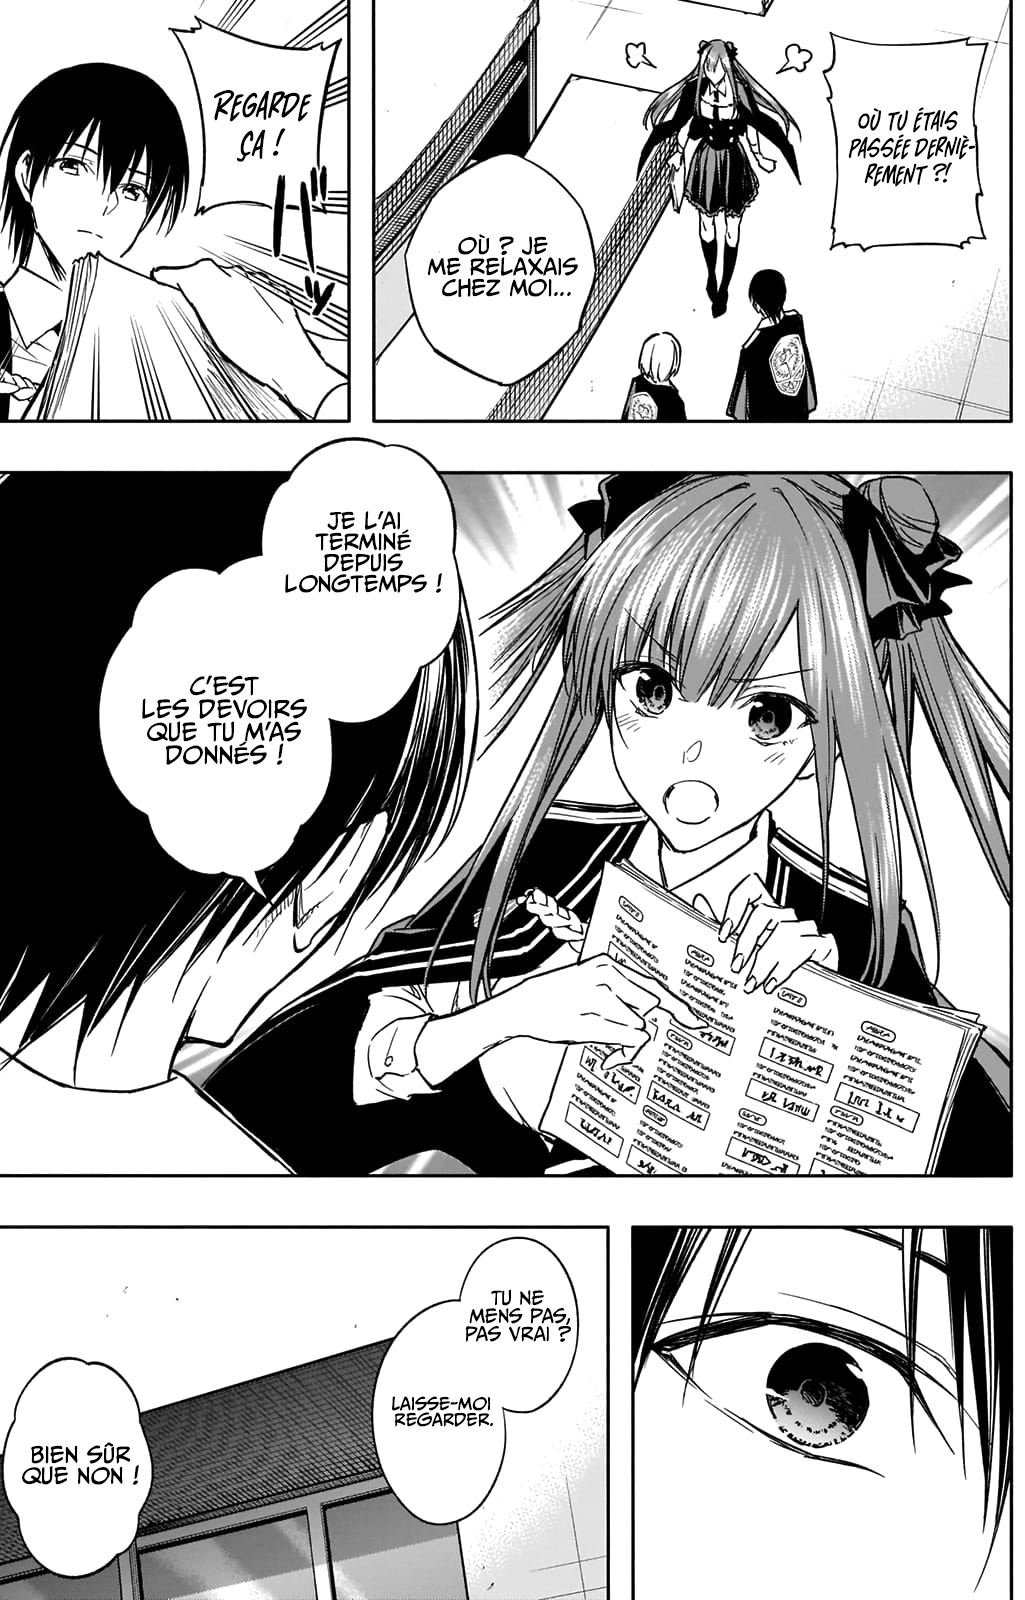 OÙ TU ÉTAIS
PASSÉE DERNIÈ-
REMENT ?!
OÙ ? JE
ME RELAXAIS
CHEZ MOI...
REGARDE
ÇA !
JE L'AI
TERMINÉ
DEPUIS
LONGTEMPS !
C'EST
LES DEVOIRS
QUE TU M'AS
DONNÉS !
TU NE
MENS PAS,
PAS VRAI ?
LAISSE-MOI
REGARDER.
BIEN SÛR
QUE NON !